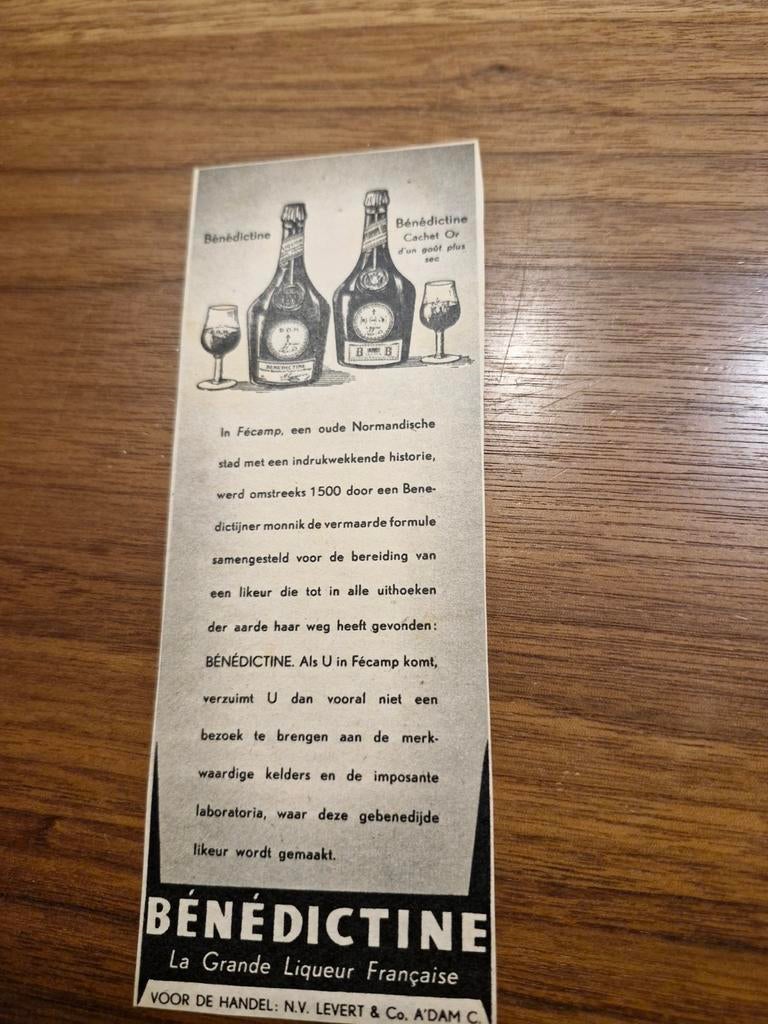 Bénédictine
Bénédictine
Cachet Or
d'un goût plus
sec
D.O.M
BENEDICTINE
B B
In Fécamp, een oude Normandische
stad met een indrukwekkende historie,
werd omstreeks 1500 door een Bene-
dictijner monnik de vermaarde formule
samengesteld voor de bereiding van
een likeur die tot in alle uithoeken
der aarde haar weg heeft gevonden:
BÉNÉDICTINE. Als U in Fécamp komt,
verzuimt U dan vooral niet een
bezoek te brengen aan de merk-
waardige kelders en de imposante
laboratoria, waar deze gebenedijde
likeur wordt gemaakt.
BÉNÉDICTINE
La Grande Liqueur Française
VOOR DE HANDEL: N.V. LEVERT & Co. A'DAM C.